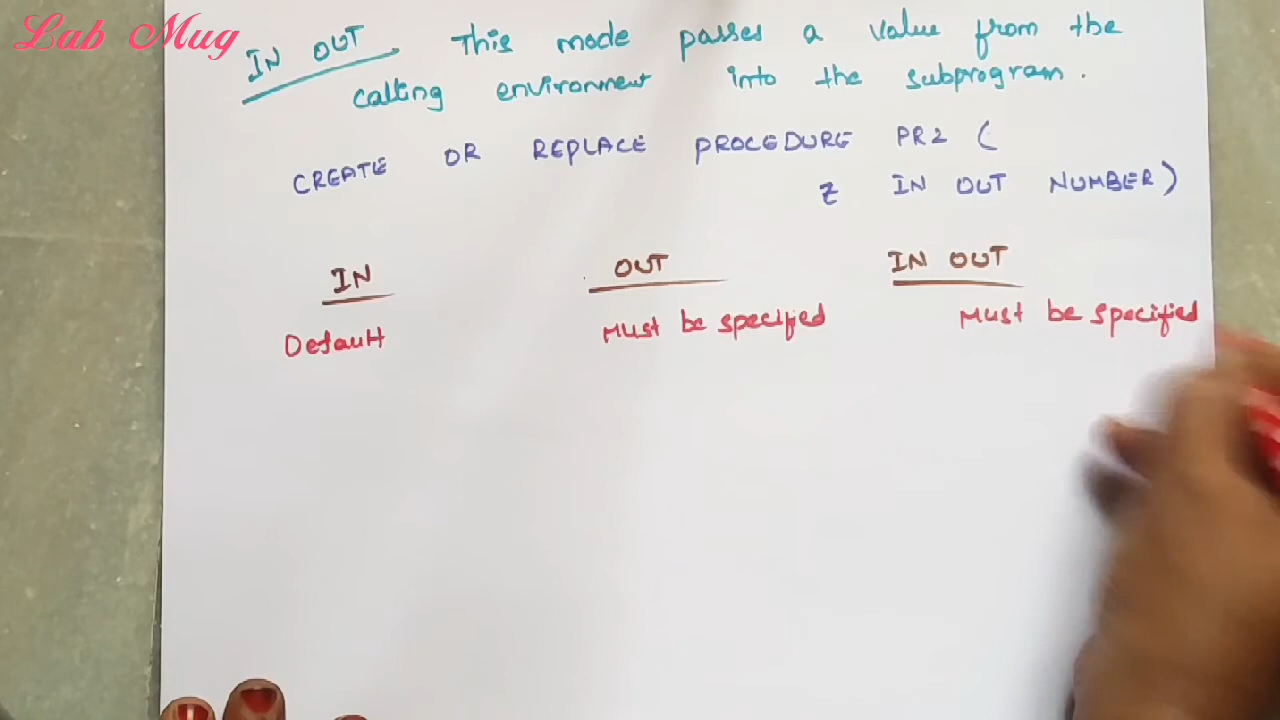 Lab Mug
IN OUT This mode passes a value from the
calling environment into the subprogram.
CREATE OR REPLACE PROCEDURE PR2 (
Z IN OUT NUMBER)
IN OUT IN OUT
Default Must be specified Must be specified